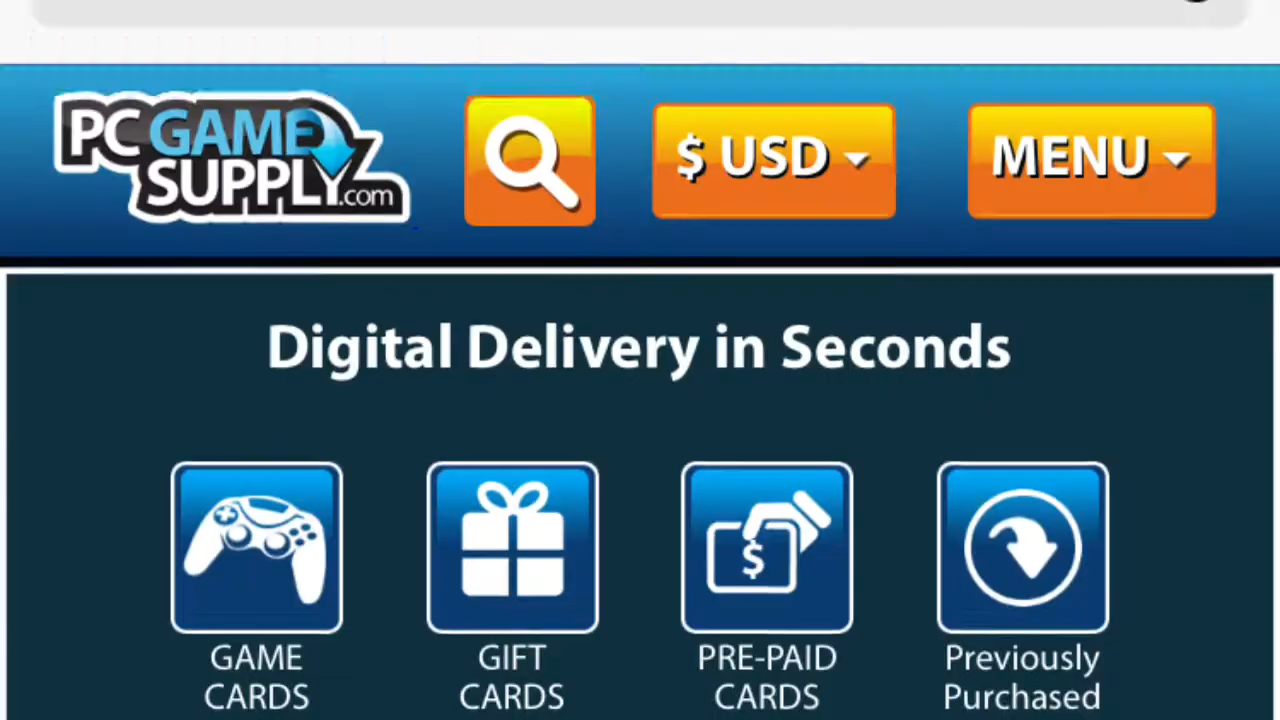 PC GAME
SUPPLY.com
$ USD
MENU
Digital Delivery in Seconds
$
GAME
CARDS
GIFT
CARDS
PRE-PAID
CARDS
Previously
Purchased